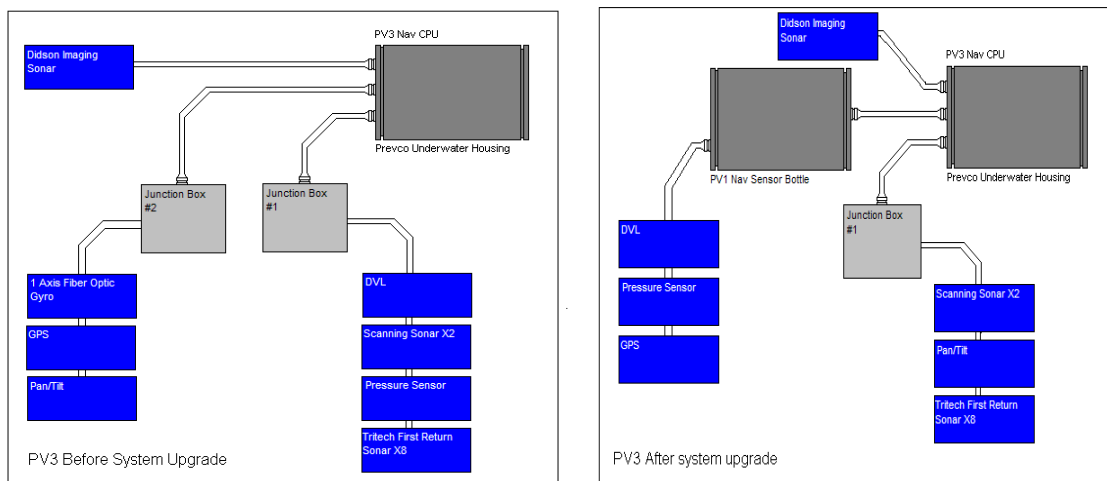 PV3 Nav CPU
Didson Imaging
Sonar
Prevco Underwater Housing
Junction Box
#2
Junction Box
#1
1 Axis Fiber Optic
Gyro
GPS
Pan/Tilt
DVL
Scanning Sonar X2
Pressure Sensor
Tritech First Return
Sonar X8
PV3 Before System Upgrade
Didson Imaging
Sonar
PV3 Nav CPU
PV1 Nav Sensor Bottle
Prevco Underwater Housing
Junction Box
#1
DVL
Pressure Sensor
GPS
Scanning Sonar X2
Pan/Tilt
Tritech First Return
Sonar X8
PV3 After system upgrade